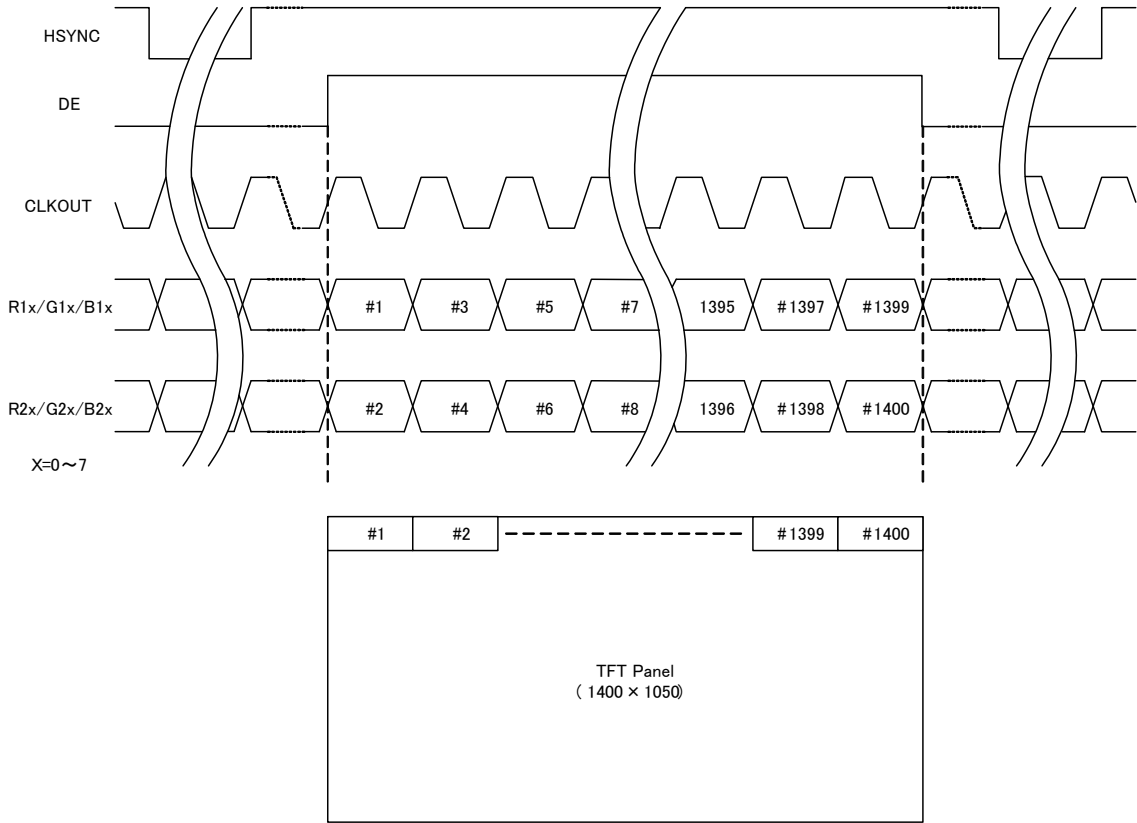 HSYNC
DE
CLKOUT
R1x/G1x/B1x #1 #3 #5 #7 1395 #1397 #1399
R2x/G2x/B2x #2 #4 #6 #8 1396 #1398 #1400
X=0～7
#1 #2 #1399 #1400
TFT Panel
( 1400 × 1050)